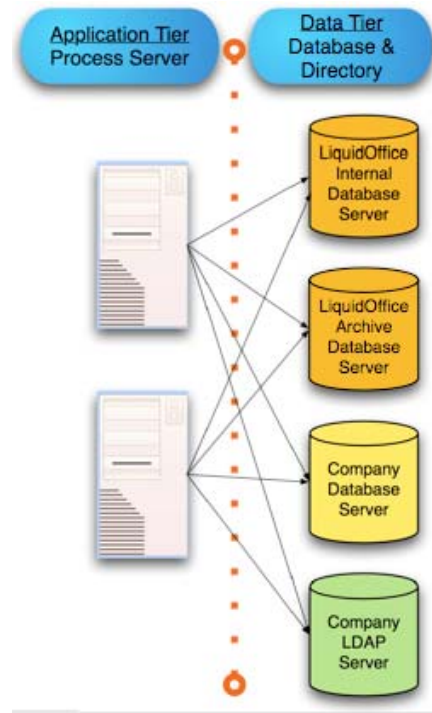 Application Tier
Process Server
Data Tier
Database &
Directory
LiquidOffice
Internal
Database
Server
LiquidOffice
Archive
Database
Server
Company
Database
Server
Company
LDAP
Server